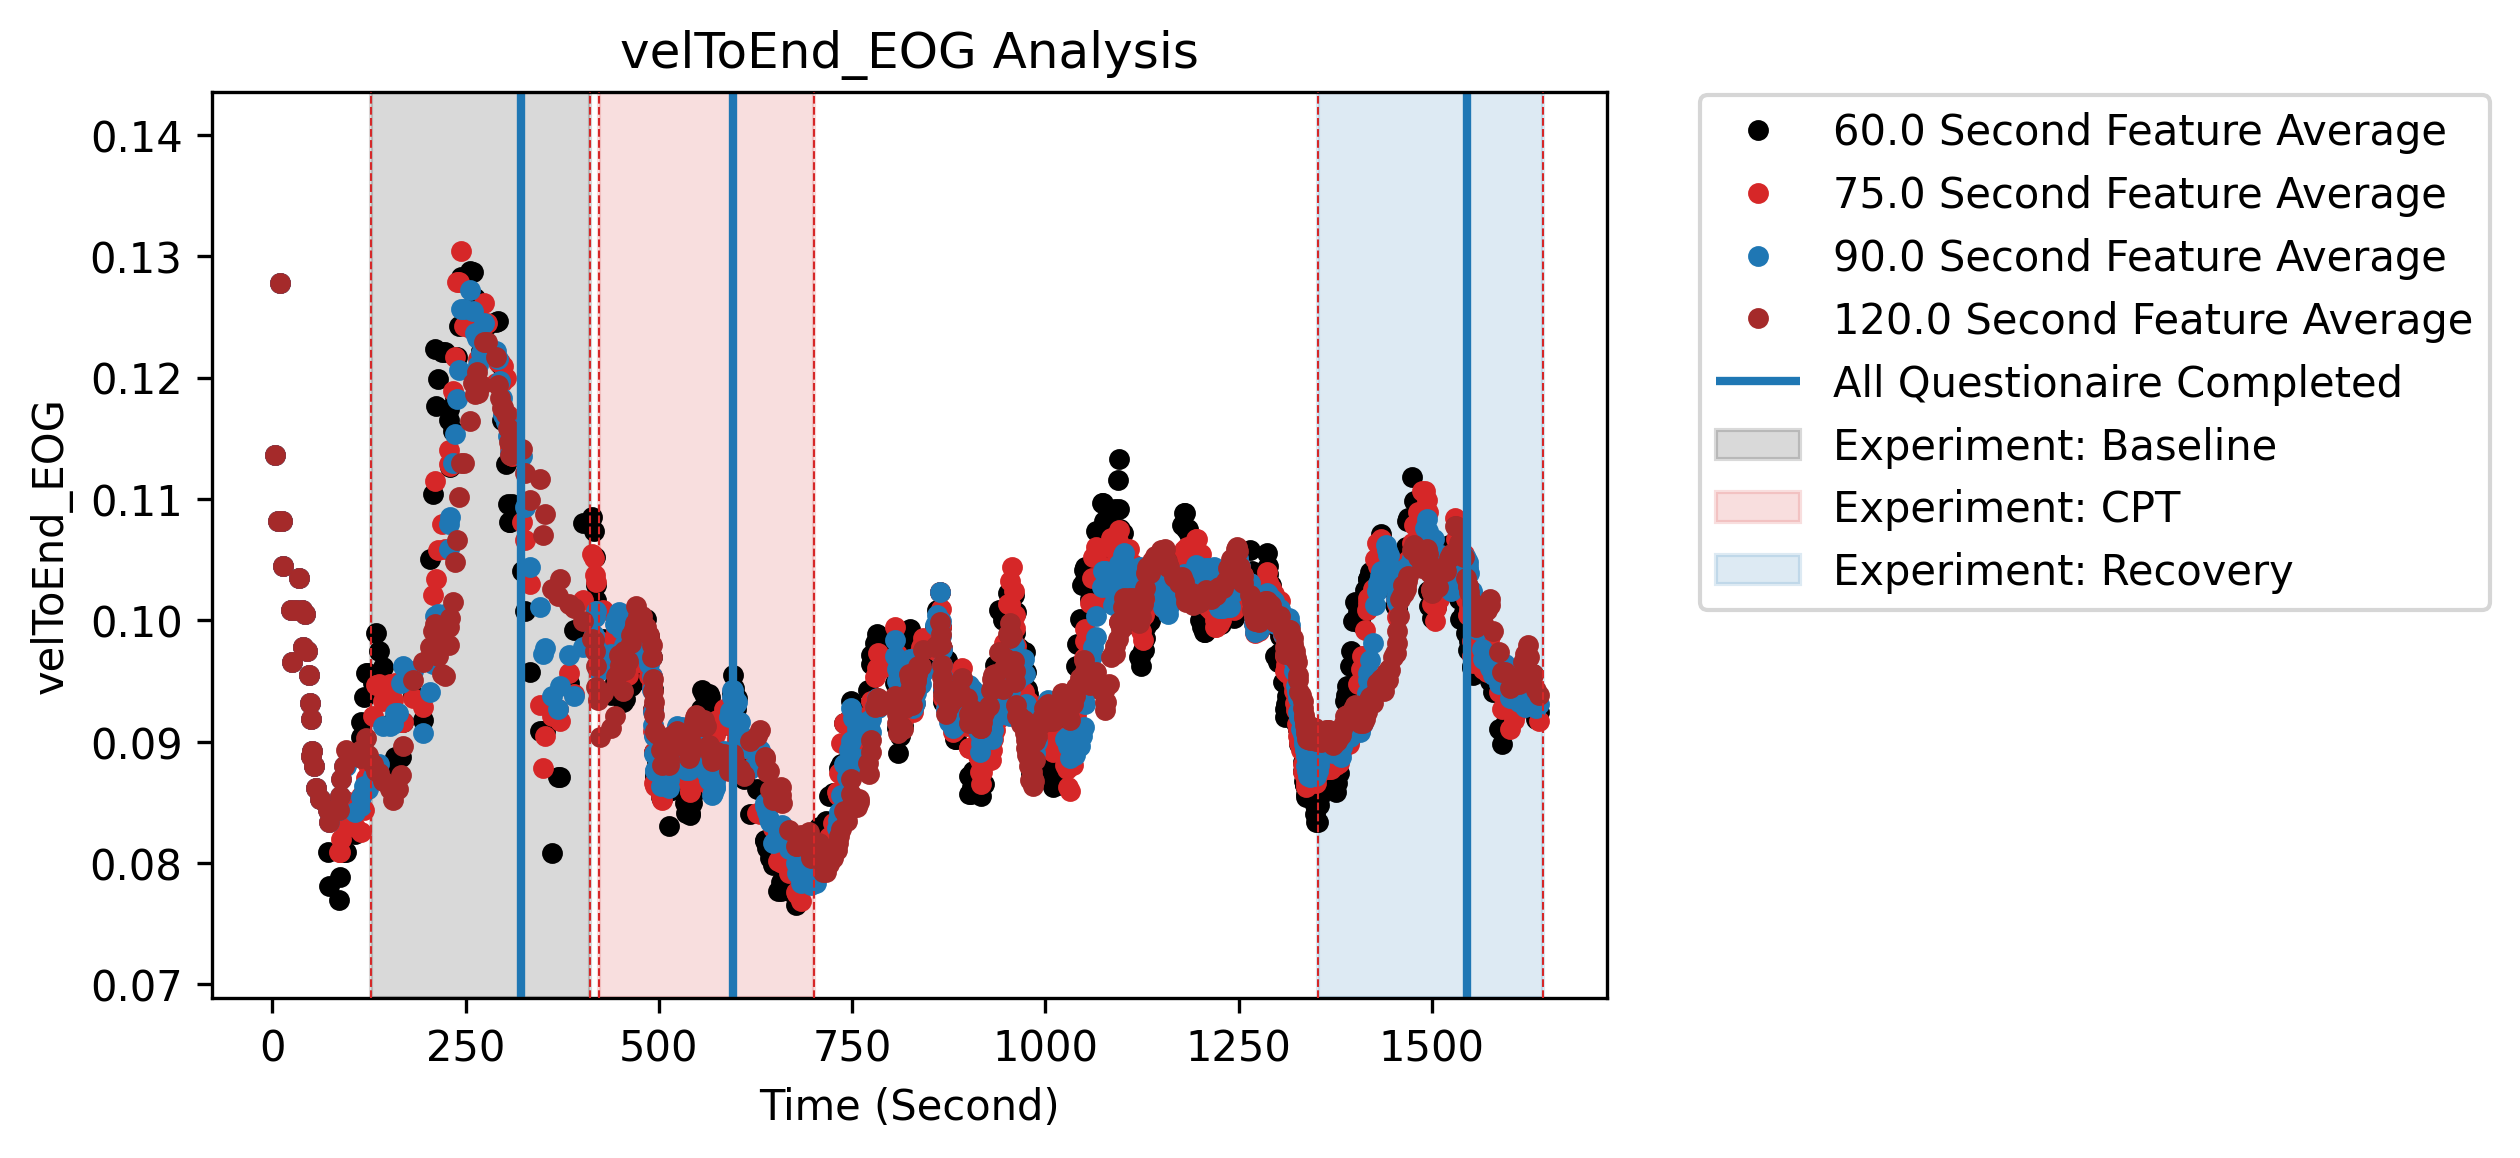 velToEnd_EOG Analysis
velToEnd_EOG
0.14
0.13
0.12
0.11
0.10
0.09
0.08
0.07
0 250 500 750 1000 1250 1500
Time (Second)
60.0 Second Feature Average
75.0 Second Feature Average
90.0 Second Feature Average
120.0 Second Feature Average
All Questionaire Completed
Experiment: Baseline
Experiment: CPT
Experiment: Recovery